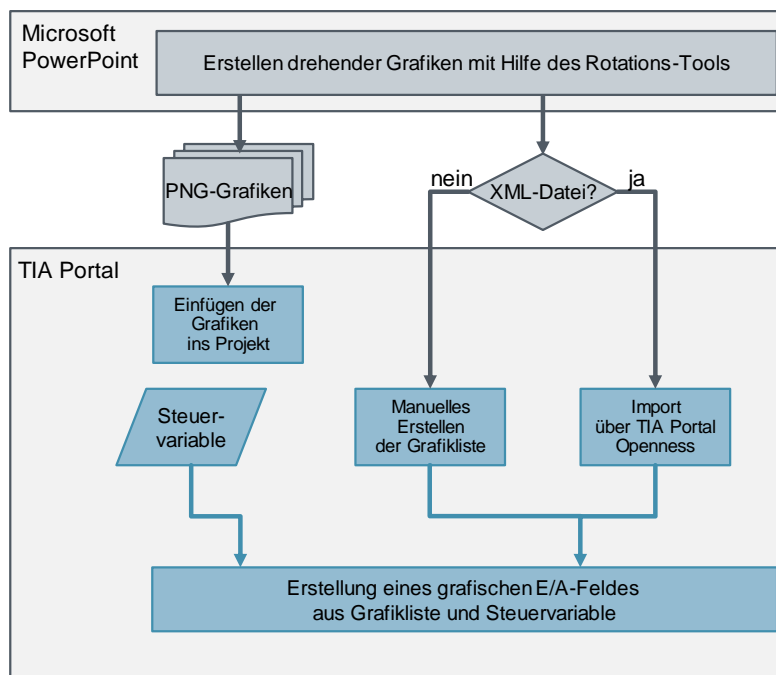 Microsoft
PowerPoint
Erstellen drehender Grafiken mit Hilfe des Rotations-Tools
PNG-Grafiken
nein
XML-Datei?
ja
TIA Portal
Einfügen der
Grafiken
ins Projekt
Steuer-
variable
Manuelles
Erstellen
der Grafikliste
Import
über TIA Portal
Openness
Erstellung eines grafischen E/A-Feldes
aus Grafikliste und Steuervariable